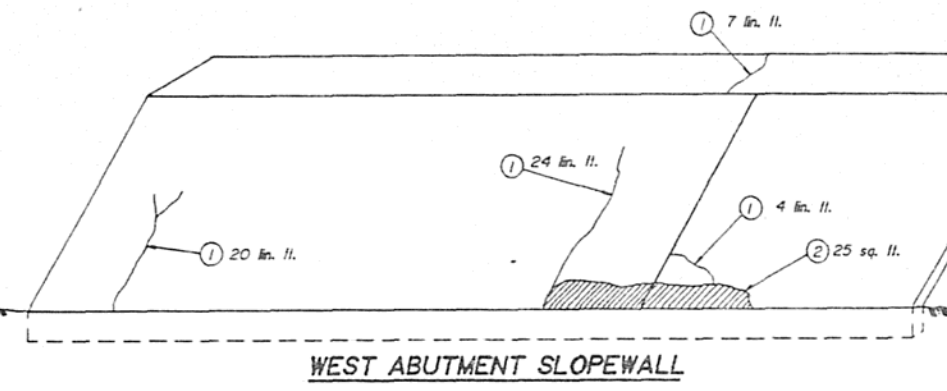 ① 7 lin. ft.
① 24 lin. ft.
① 4 lin. ft.
① 20 lin. ft.
② 25 sq. ft.
WEST ABUTMENT SLOPEWALL